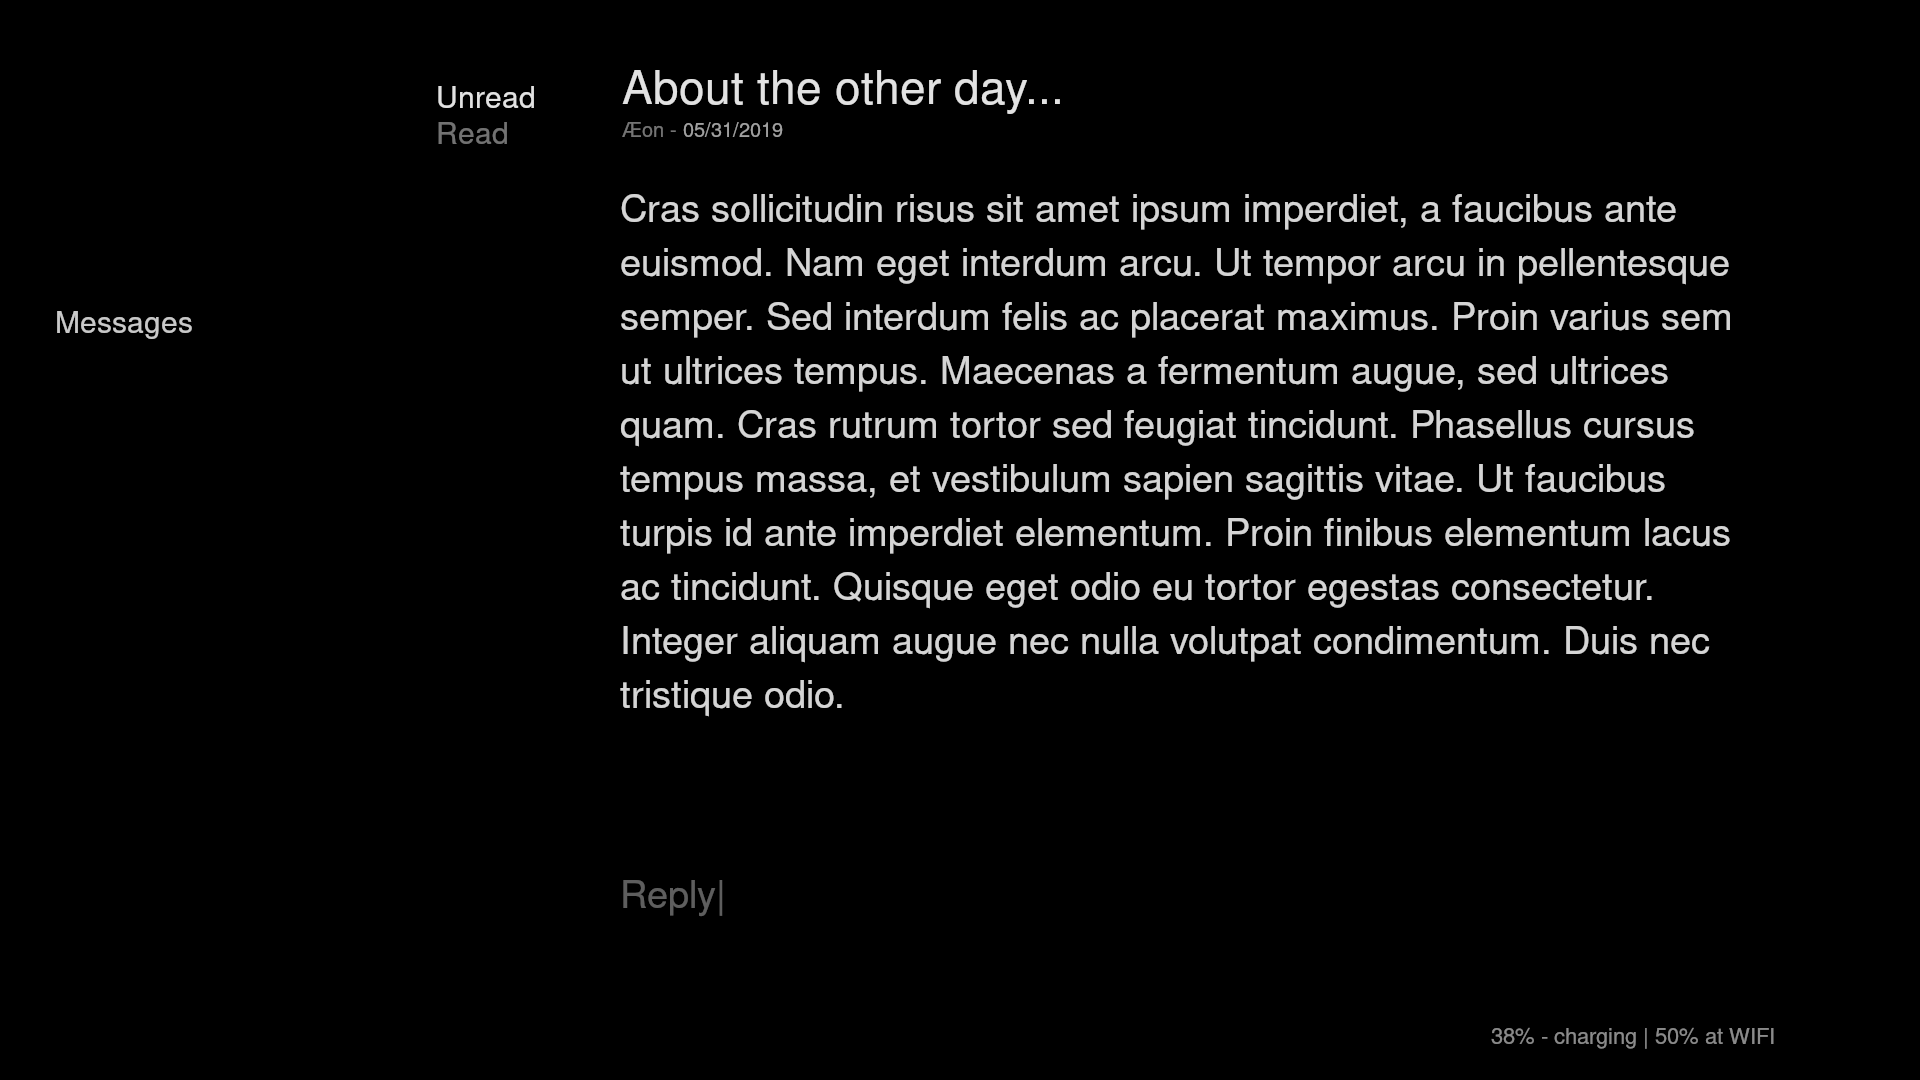 Unread
Read
Messages
About the other day...
Æon - 05/31/2019
Cras sollicitudin risus sit amet ipsum imperdiet, a faucibus ante
euismod. Nam eget interdum arcu. Ut tempor arcu in pellentesque
semper. Sed interdum felis ac placerat maximus. Proin varius sem
ut ultrices tempus. Maecenas a fermentum augue, sed ultrices
quam. Cras rutrum tortor sed feugiat tincidunt. Phasellus cursus
tempus massa, et vestibulum sapien sagittis vitae. Ut faucibus
turpis id ante imperdiet elementum. Proin finibus elementum lacus
ac tincidunt. Quisque eget odio eu tortor egestas consectetur.
Integer aliquam augue nec nulla volutpat condimentum. Duis nec
tristique odio.
Reply|
38% - charging | 50% at WIFI